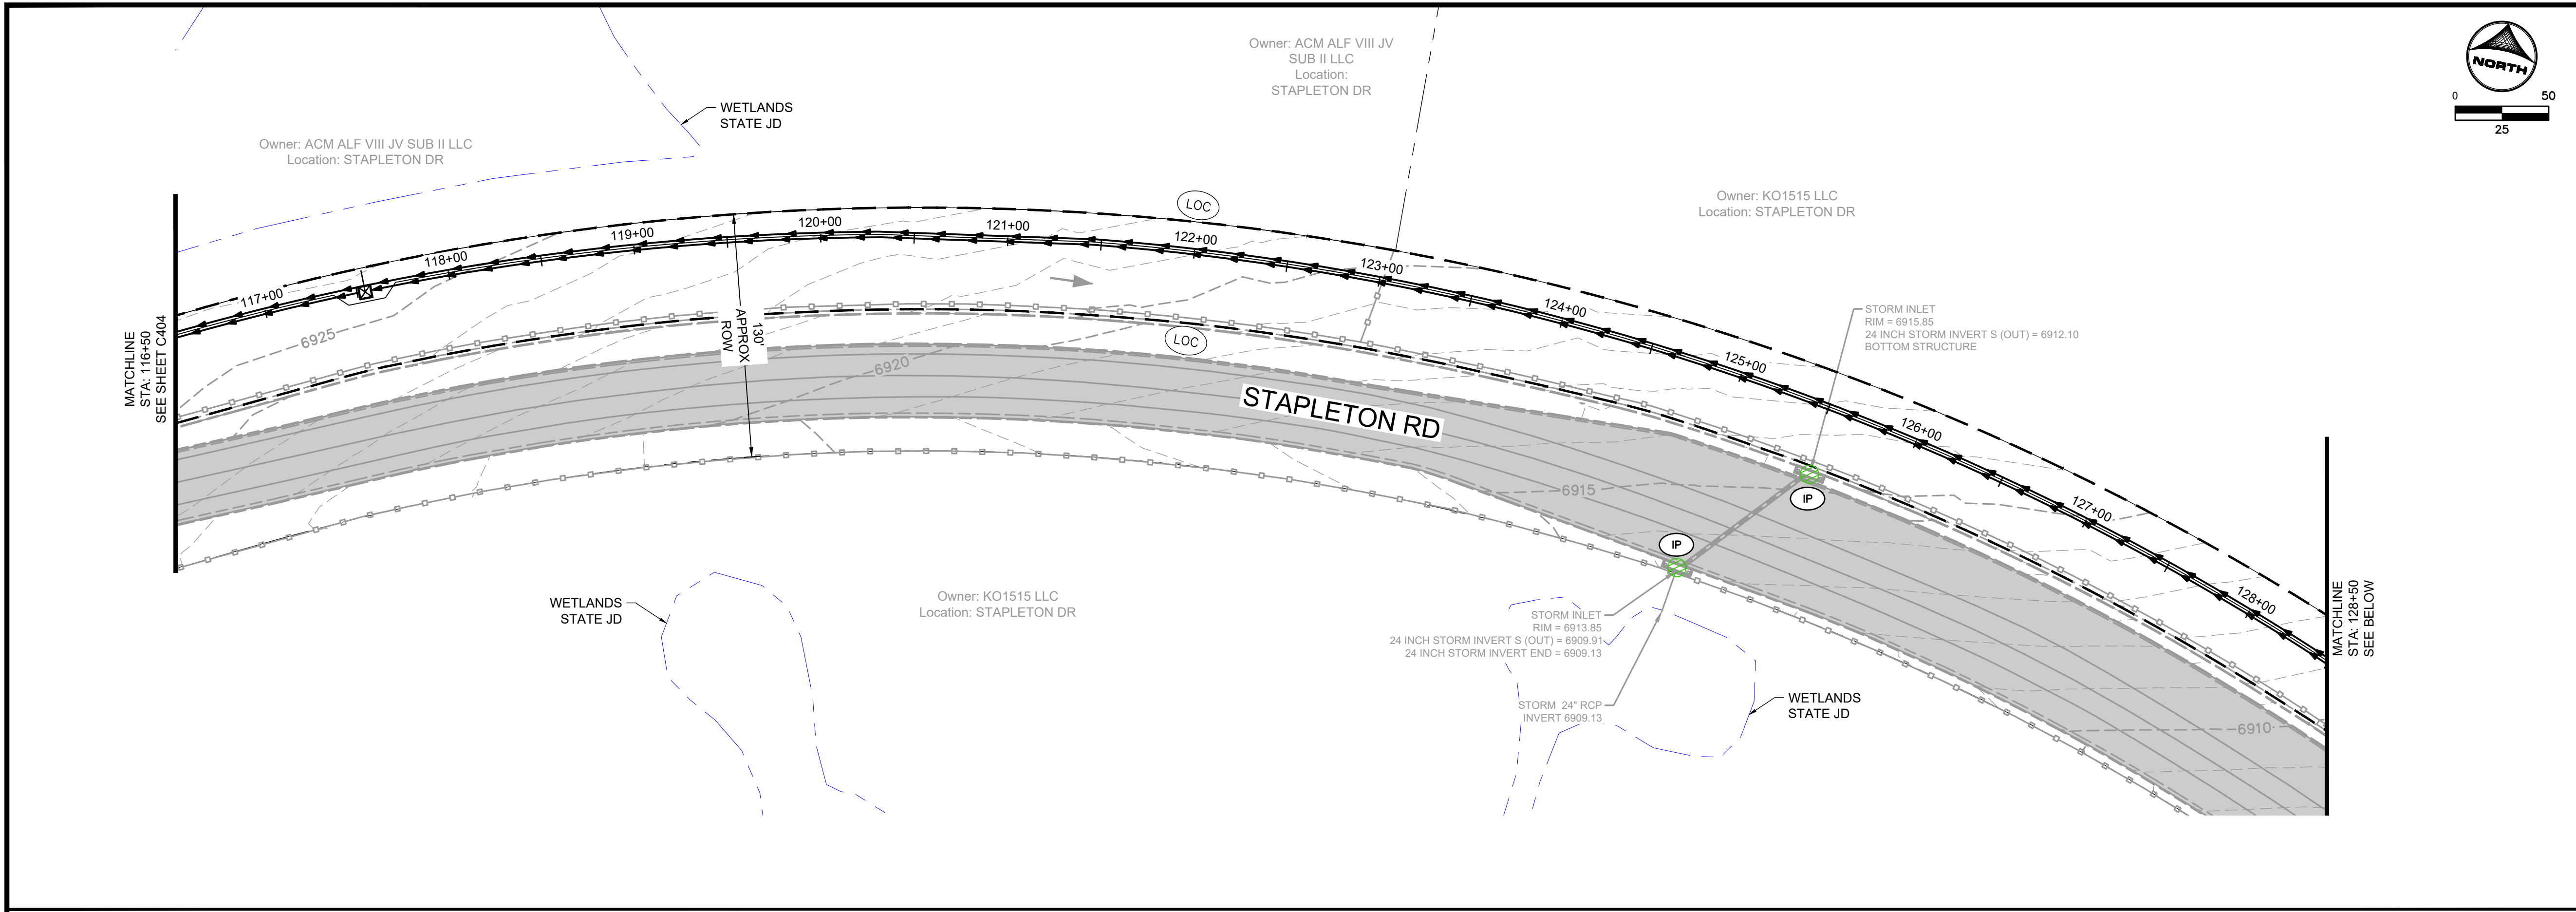 Owner: ACM ALF VIII JV
SUB II LLC
Location:
STAPLETON DR
NORTH
0
50
25
WETLANDS
STATE JD
Owner: ACM ALF VIII JV SUB II LLC
Location: STAPLETON DR
Owner: KO1515 LLC
Location: STAPLETON DR
LOC
117+00
118+00
119+00
120+00
121+00
122+00
123+00
124+00
125+00
126+00
127+00
128+00
MATCHLINE
STA: 116+50
SEE SHEET C404
6925
130'
APPROX
ROW
6920
LOC
STAPLETON RD
STORM INLET
RIM = 6915.85
24 INCH STORM INVERT S (OUT) = 6912.10
BOTTOM STRUCTURE
6915
IP
IP
WETLANDS
STATE JD
Owner: KO1515 LLC
Location: STAPLETON DR
STORM INLET
RIM = 6913.85
24 INCH STORM INVERT S (OUT) = 6909.91
24 INCH STORM INVERT END = 6909.13
STORM 24" RCP
INVERT 6909.13
WETLANDS
STATE JD
6910
MATCHLINE
STA: 128+50
SEE BELOW